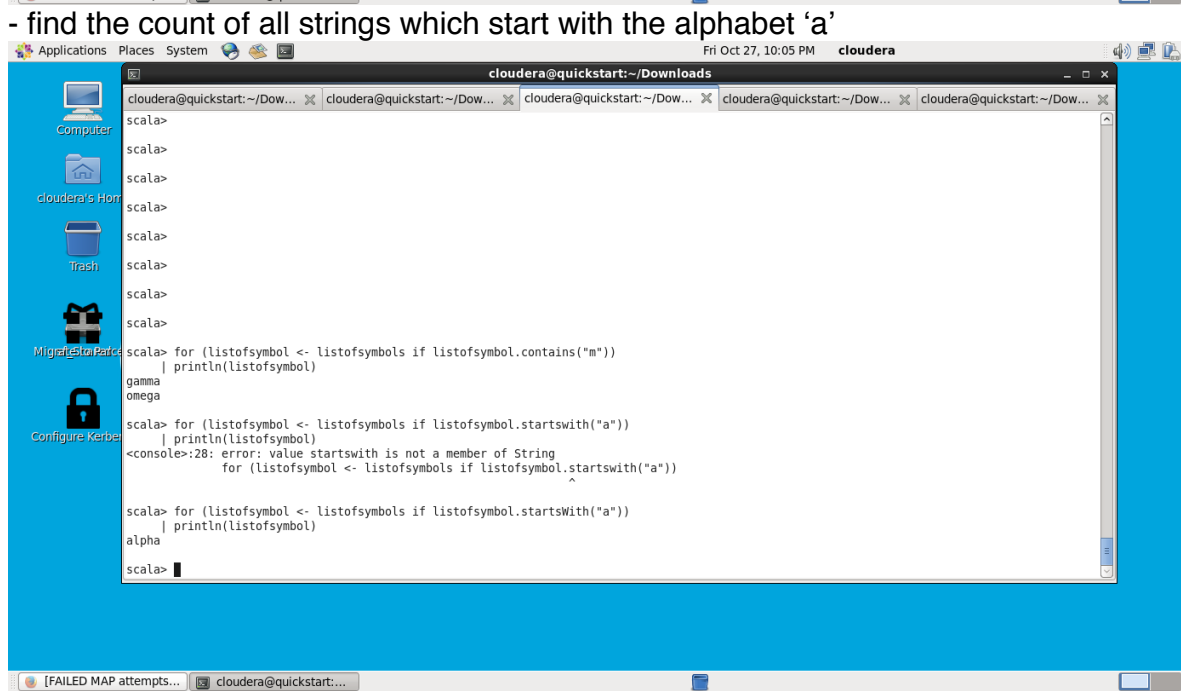 - find the count of all strings which start with the alphabet ‘a’
Applications Places System Fri Oct 27, 10:05 PM cloudera
cloudera@quickstart:~/Downloads
cloudera@quickstart:~/Dow... cloudera@quickstart:~/Dow... cloudera@quickstart:~/Dow... cloudera@quickstart:~/Dow... cloudera@quickstart:~/Dow...
Computer
cloudera's Hom
Trash
Configure Kerber
scala>
scala>
scala>
scala>
scala>
scala>
scala>
scala>
scala> for (listofsymbol <- listofsymbols if listofsymbol.contains("m"))
| println(listofsymbol)
gamma
omega
scala> for (listofsymbol <- listofsymbols if listofsymbol.startswith("a"))
| println(listofsymbol)
<console>:28: error: value startswith is not a member of String
for (listofsymbol <- listofsymbols if listofsymbol.startswith("a"))
^
scala> for (listofsymbol <- listofsymbols if listofsymbol.startsWith("a"))
| println(listofsymbol)
alpha
scala>
[FAILED MAP attempts... cloudera@quickstart:...